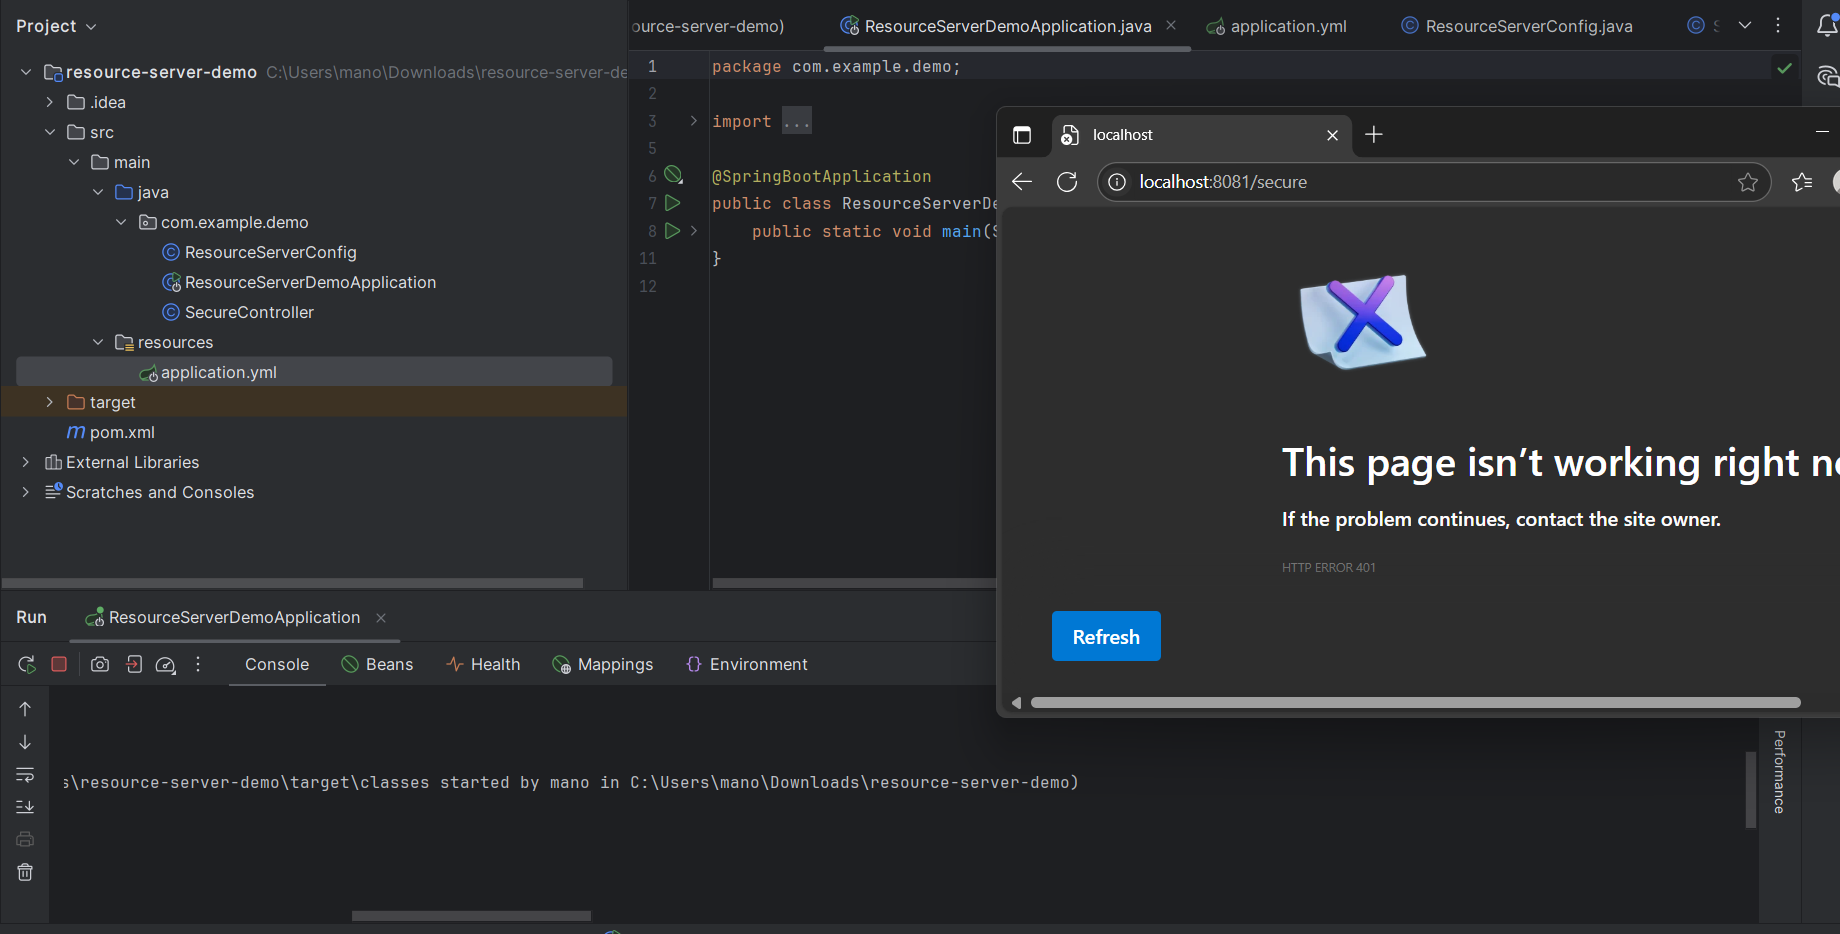 Project
resource-server-demo C:\Users\mano\Downloads\resource-server-de
.idea
src
main
java
com.example.demo
ResourceServerConfig
ResourceServerDemoApplication
SecureController
resources
application.yml
target
pom.xml
External Libraries
Scratches and Consoles
ource-server-demo)
ResourceServerDemoApplication.java
application.yml
ResourceServerConfig.java
1 package com.example.demo;
2
3 import ...
5
6 @SpringBootApplication
7 public class ResourceServerDe
8 public static void main(S
11 }
12
localhost
localhost:8081/secure
This page isn’t working right no
If the problem continues, contact the site owner.
HTTP ERROR 401
Refresh
Run
ResourceServerDemoApplication
Console
Beans
Health
Mappings
Environment
s\resource-server-demo\target\classes started by mano in C:\Users\mano\Downloads\resource-server-demo)
Performance